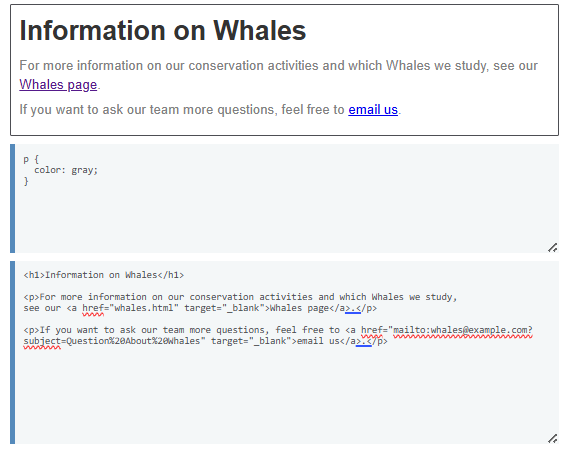 Information on Whales
For more information on our conservation activities and which Whales we study, see our
Whales page.
If you want to ask our team more questions, feel free to email us.
p {
  color: gray;
}
<h1>Information on Whales</h1>
<p>For more information on our conservation activities and which Whales we study,
see our <a href="whales.html" target="_blank">Whales page</a>.</p>
<p>If you want to ask our team more questions, feel free to <a href="mailto:whales@example.com?
subject=Question%20About%20Whales" target="_blank">email us</a>.</p>